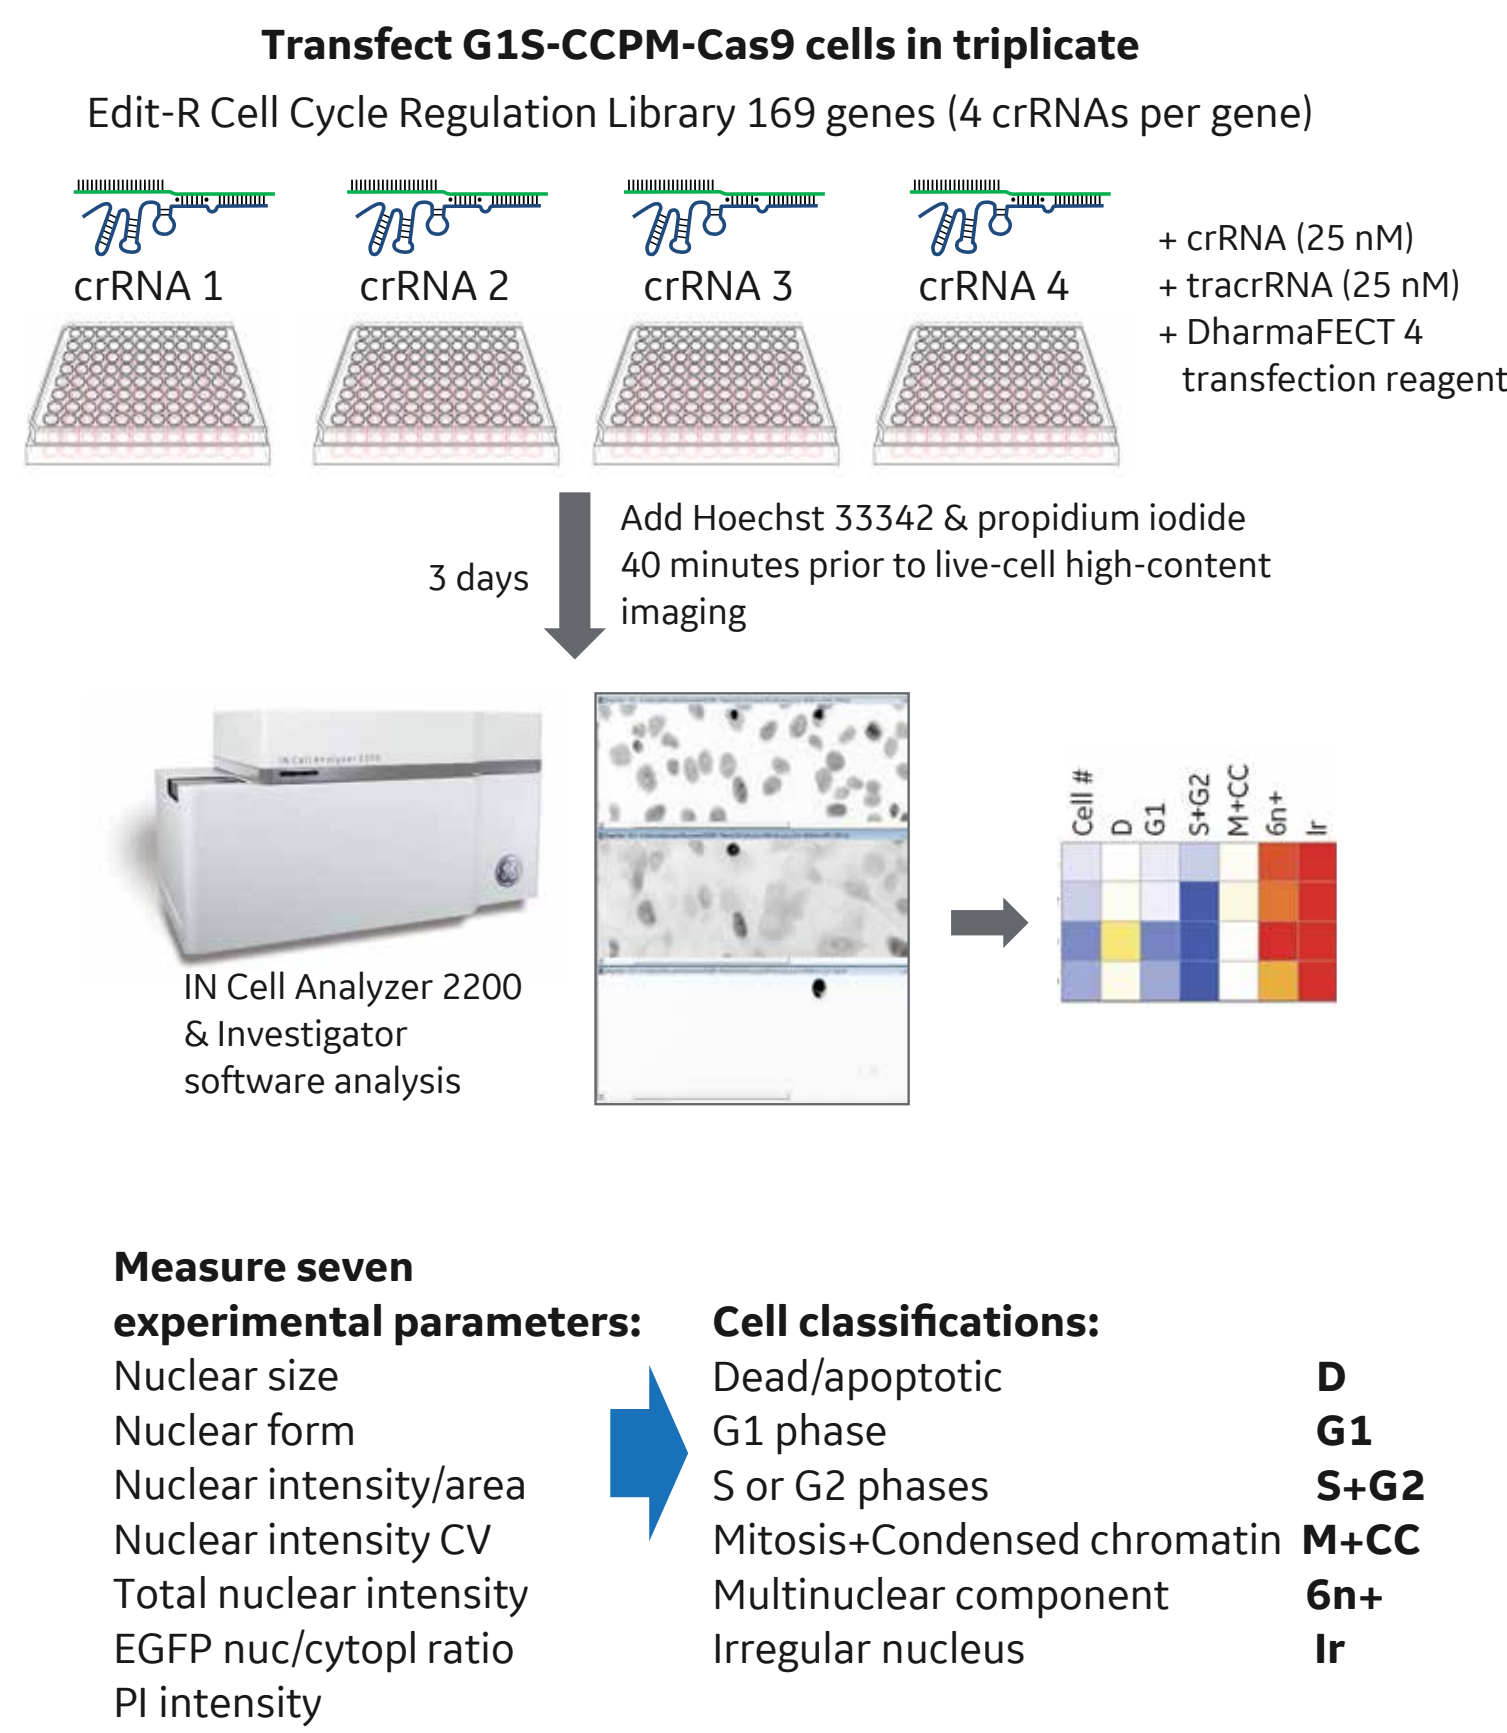 Transfect G1S-CCPM-Cas9 cells in triplicate
Edit-R Cell Cycle Regulation Library 169 genes (4 crRNAs per gene)
crRNA 1
crRNA 2
crRNA 3
crRNA 4
+ crRNA (25 nM)
+ tracrRNA (25 nM)
+ DharmaFECT 4
transfection reagent
3 days
Add Hoechst 33342 & propidium iodide
40 minutes prior to live-cell high-content
imaging
IN Cell Analyzer 2200
IN Cell Analyzer 2200
& Investigator
software analysis
Cell #
D
G1
S+G2
M+CC
6n+
Ir
Measure seven
experimental parameters:
Nuclear size
Nuclear form
Nuclear intensity/area
Nuclear intensity CV
Total nuclear intensity
EGFP nuc/cytopl ratio
PI intensity
Cell classifications:
Dead/apoptotic D
G1 phase G1
S or G2 phases S+G2
Mitosis+Condensed chromatin M+CC
Multinuclear component 6n+
Irregular nucleus Ir